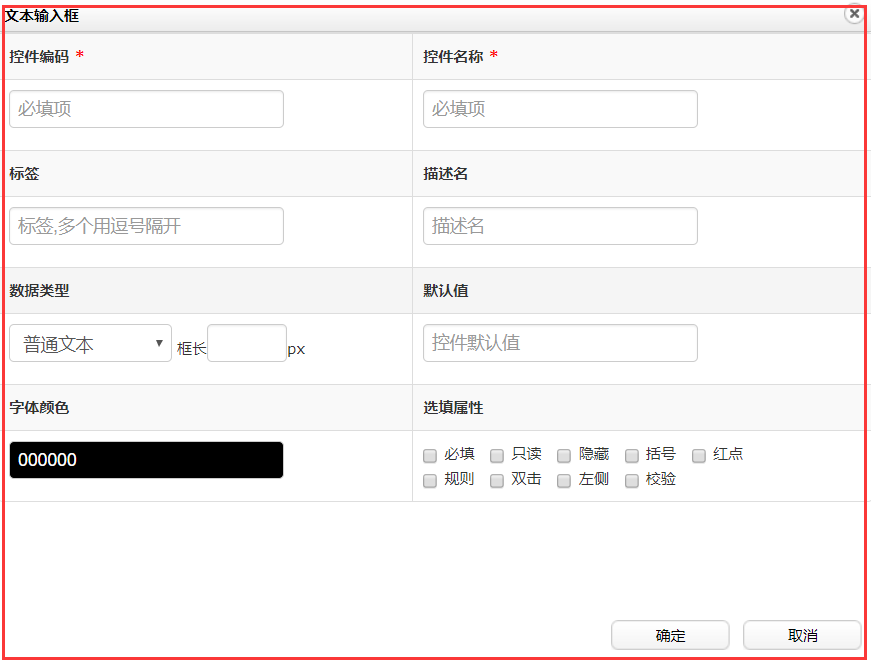 文本输入框
控件编码 * 控件名称 *
必填项 必填项
标签 描述名
标签,多个用逗号隔开 描述名
数据类型 默认值
普通文本 框长 px 控件默认值
字体颜色 选填属性
000000
必填 只读 隐藏 括号 红点
规则 双击 左侧 校验
确定 取消